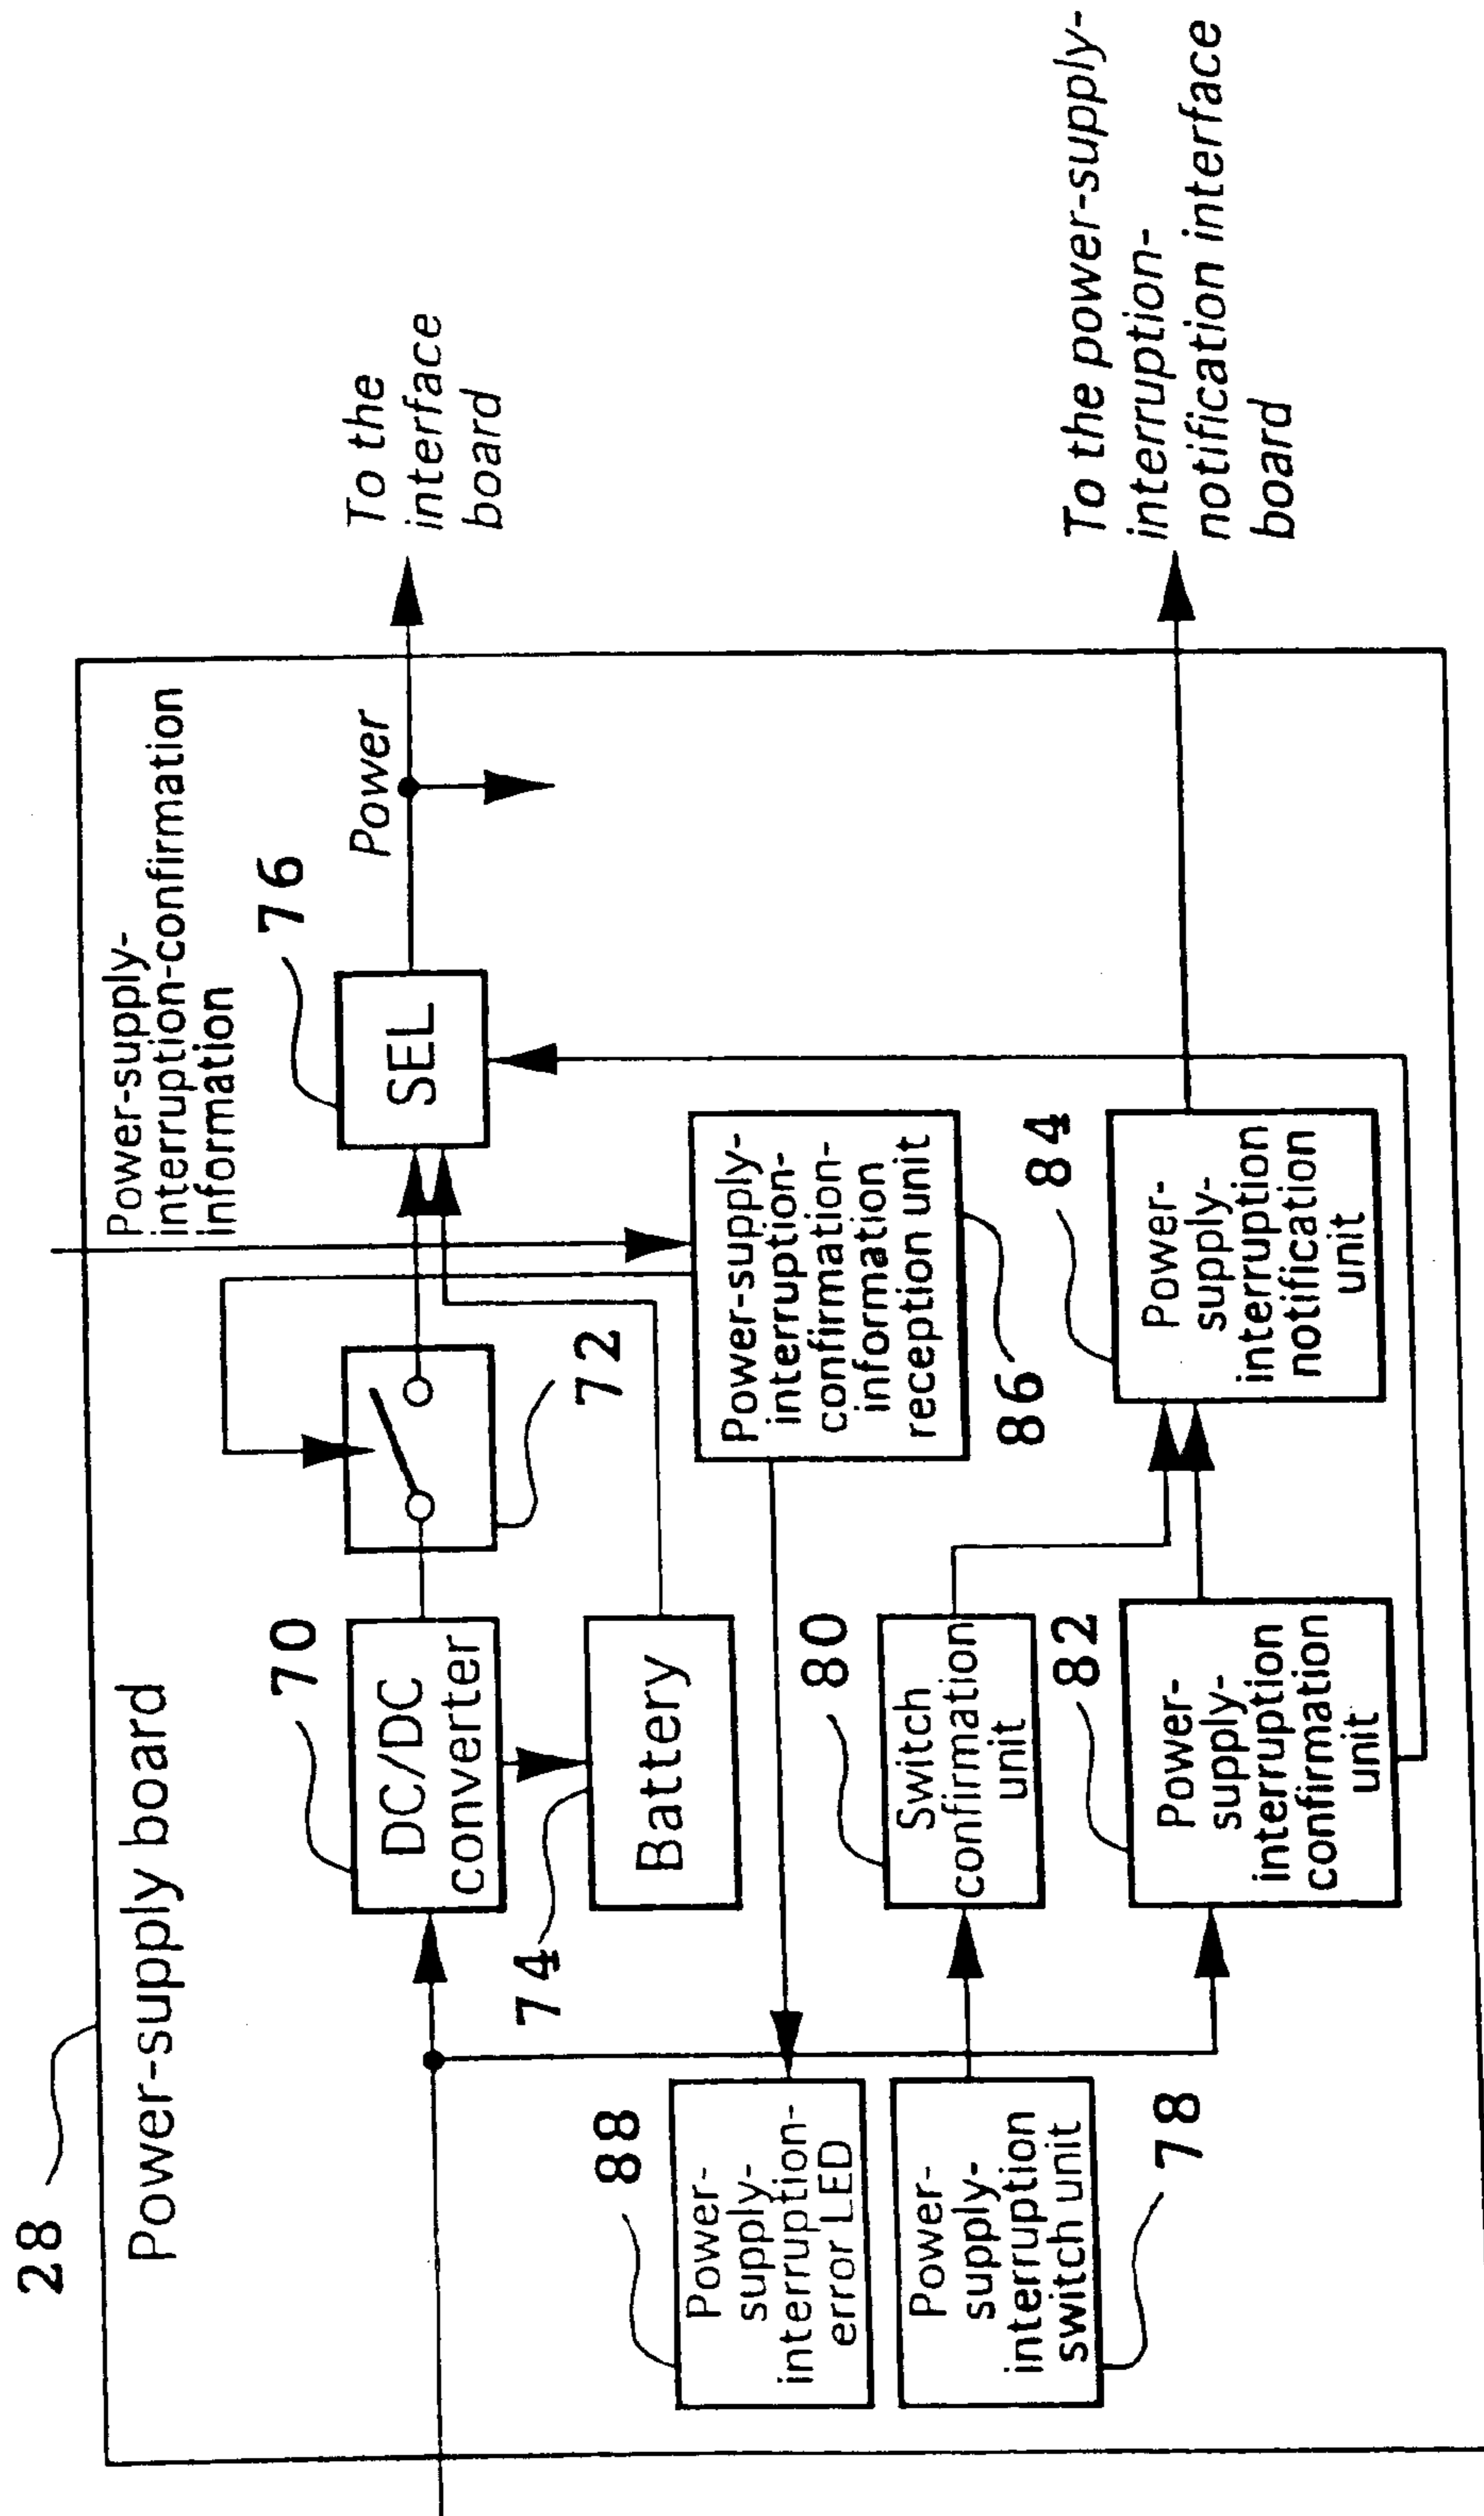 28
Power-supply board
Power-supply-
interruption-confirmation
information
70
DC/DC
converter
72
76
SEL
Power
To the
interface
board
74
Battery
Power-supply-
interruption-
confirmation-
information
reception unit
86
88
Power-
supply-
interruption-
error LED
80
Switch
confirmation
unit
Power-
supply-
interruption
switch unit
78
82
Power-
supply-
interruption
confirmation
unit
84
Power-
supply-
interruption
notification
unit
To the power-supply-
interruption-
notification interface
board